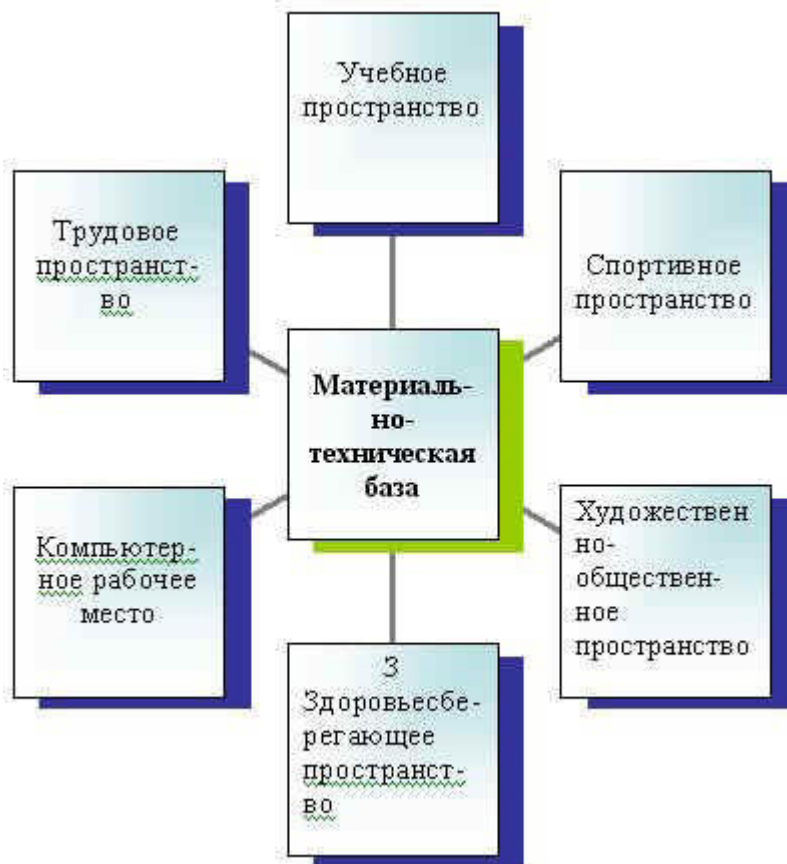 Учебное
пространство
Трудовое
пространст-
во
Спортивное
пространство
Материаль-
но-
техническая
база
Компьютер-
ное рабочее
место
Художествен
но-
обществен-
ное
пространство
З
Здоровьесбе-
регающее
пространст-
во